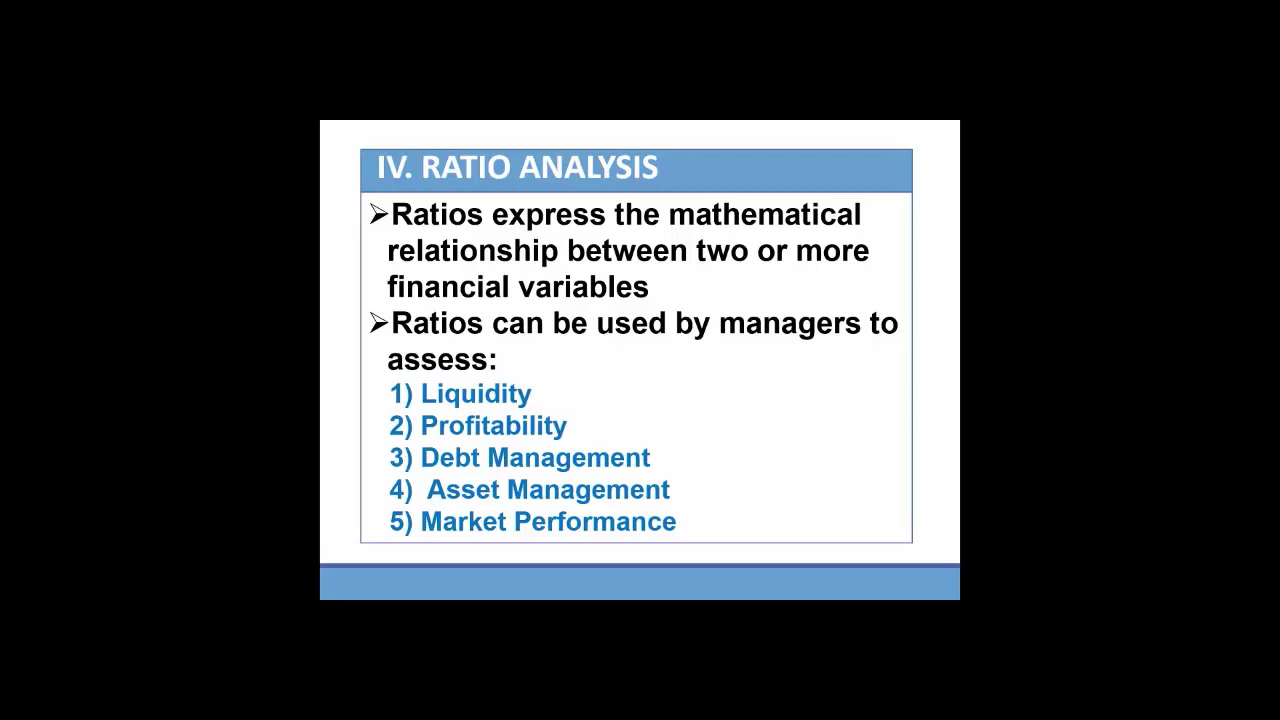 IV. RATIO ANALYSIS
➢Ratios express the mathematical
relationship between two or more
financial variables
➢Ratios can be used by managers to
assess:
1) Liquidity
2) Profitability
3) Debt Management
4)  Asset Management
5) Market Performance